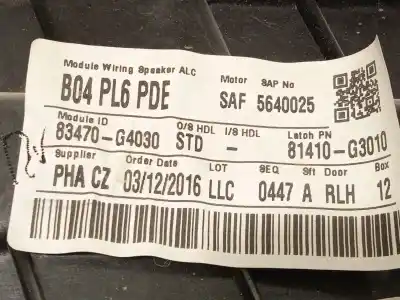 Module Wiring Speaker ALC Motor SAP No
B04 PL6 PDE SAF 5640025
Module ID O/S HDL I/S HDL Latch PN
83470-G4030 STD - 81410-G3010
Supplier Order Date LOT SEQ Sft Door Box
PHA CZ 03/12/2016 LLC 0447 A RLH 12